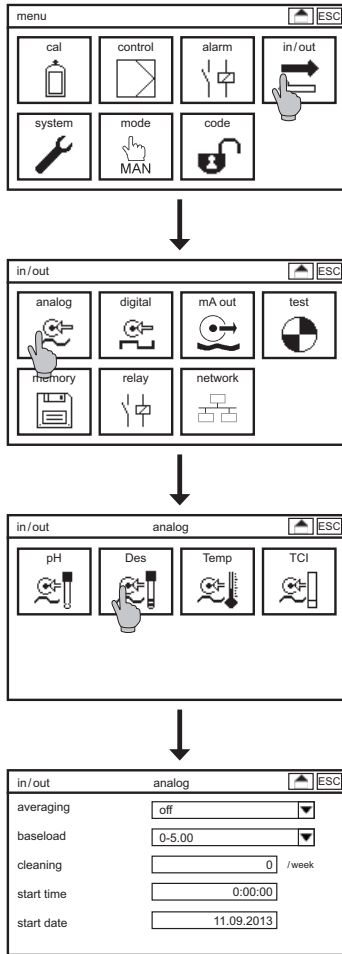 menu ESC
cal control alarm in/out
system mode code
MAN
in/out ESC
analog digital mA out test
memory relay network
in/out analog ESC
pH Des Temp TCI
in/out analog ESC
averaging off
baseload 0-5.00
cleaning 0 /week
start time 0:00:00
start date 11.09.2013